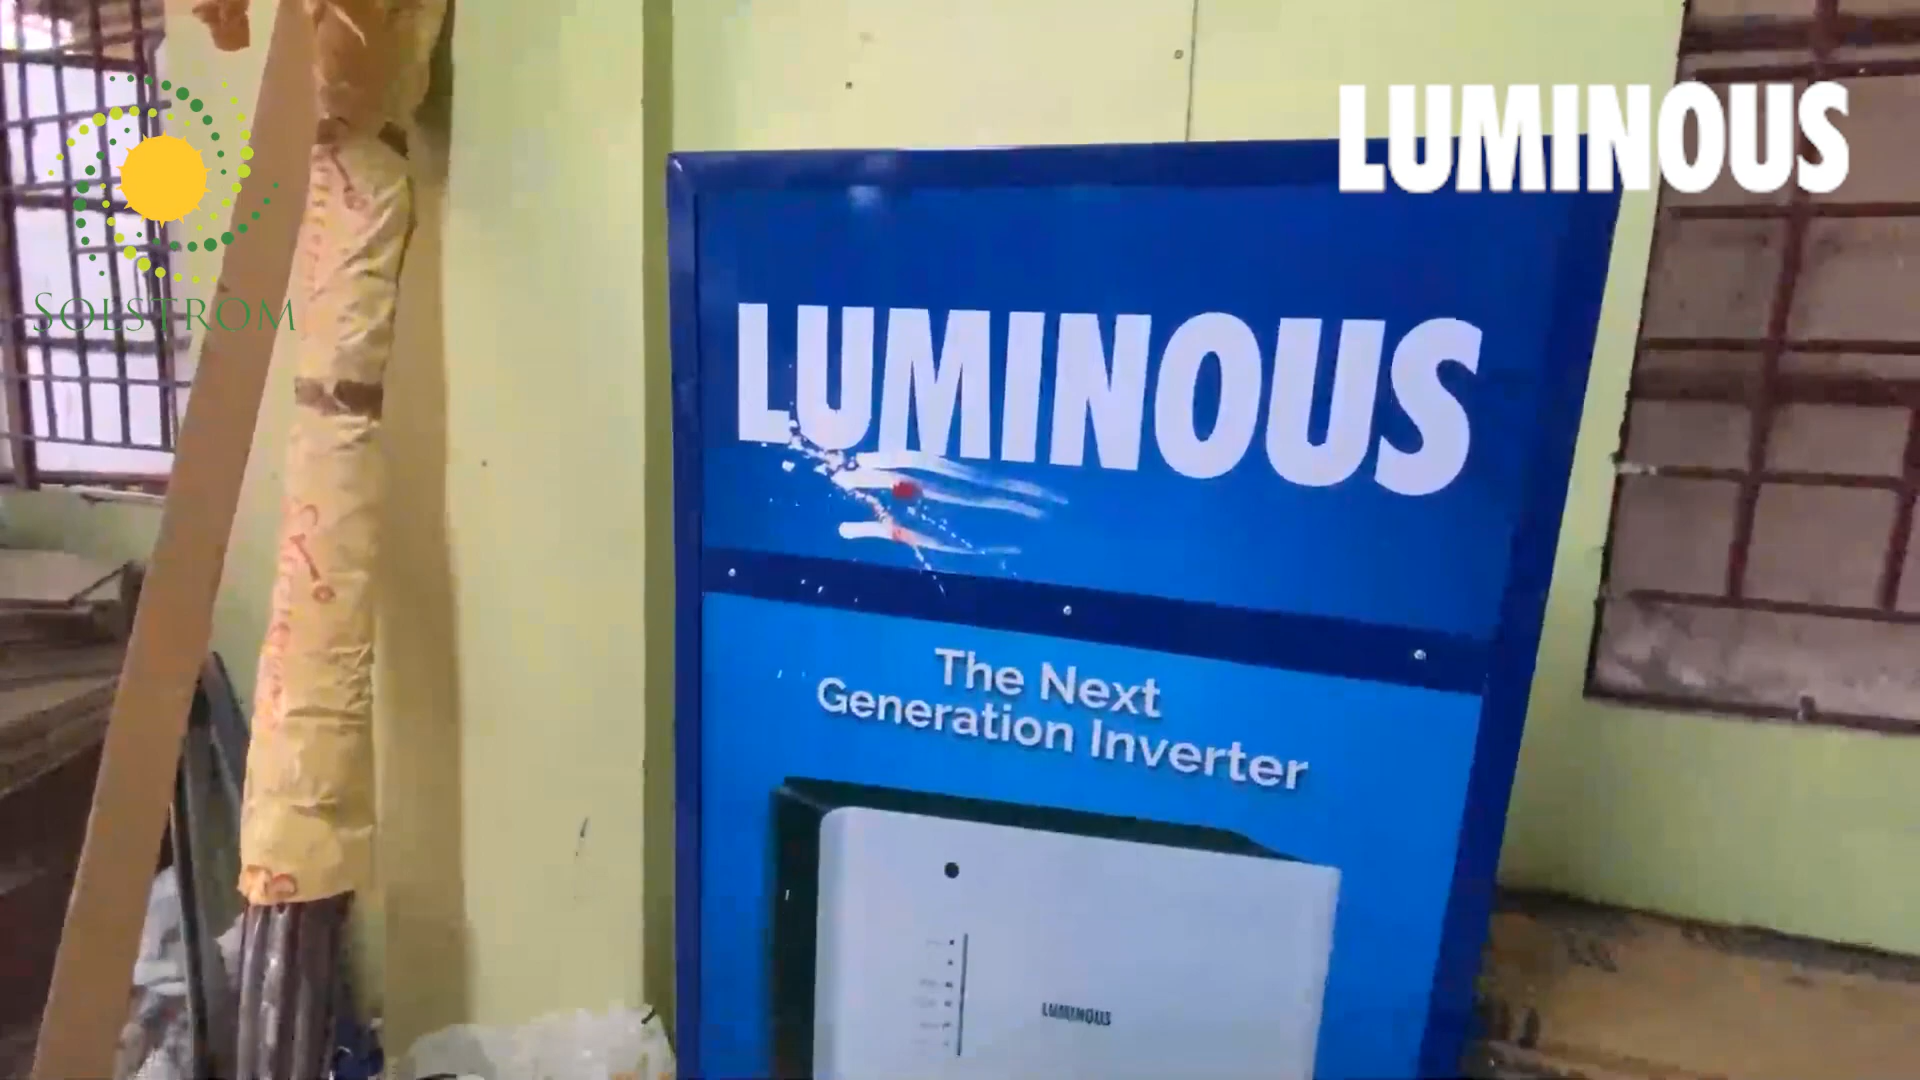 SOLSTROM
LUMINOUS
LUMINOUS
The Next
Generation Inverter
LUMINOUS